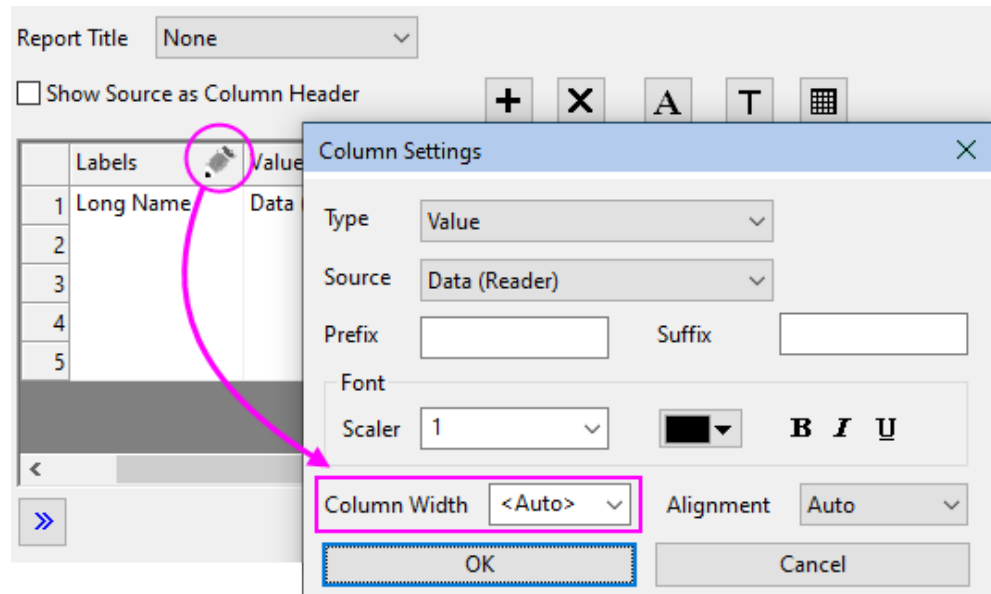 Report Title None
Show Source as Column Header
A T
Labels Value
1 Long Name Data (
2
3
4
5
Column Settings
Type Value
Source Data (Reader)
Prefix Suffix
Font
Scaler 1 B I U
Column Width <Auto> Alignment Auto
OK Cancel